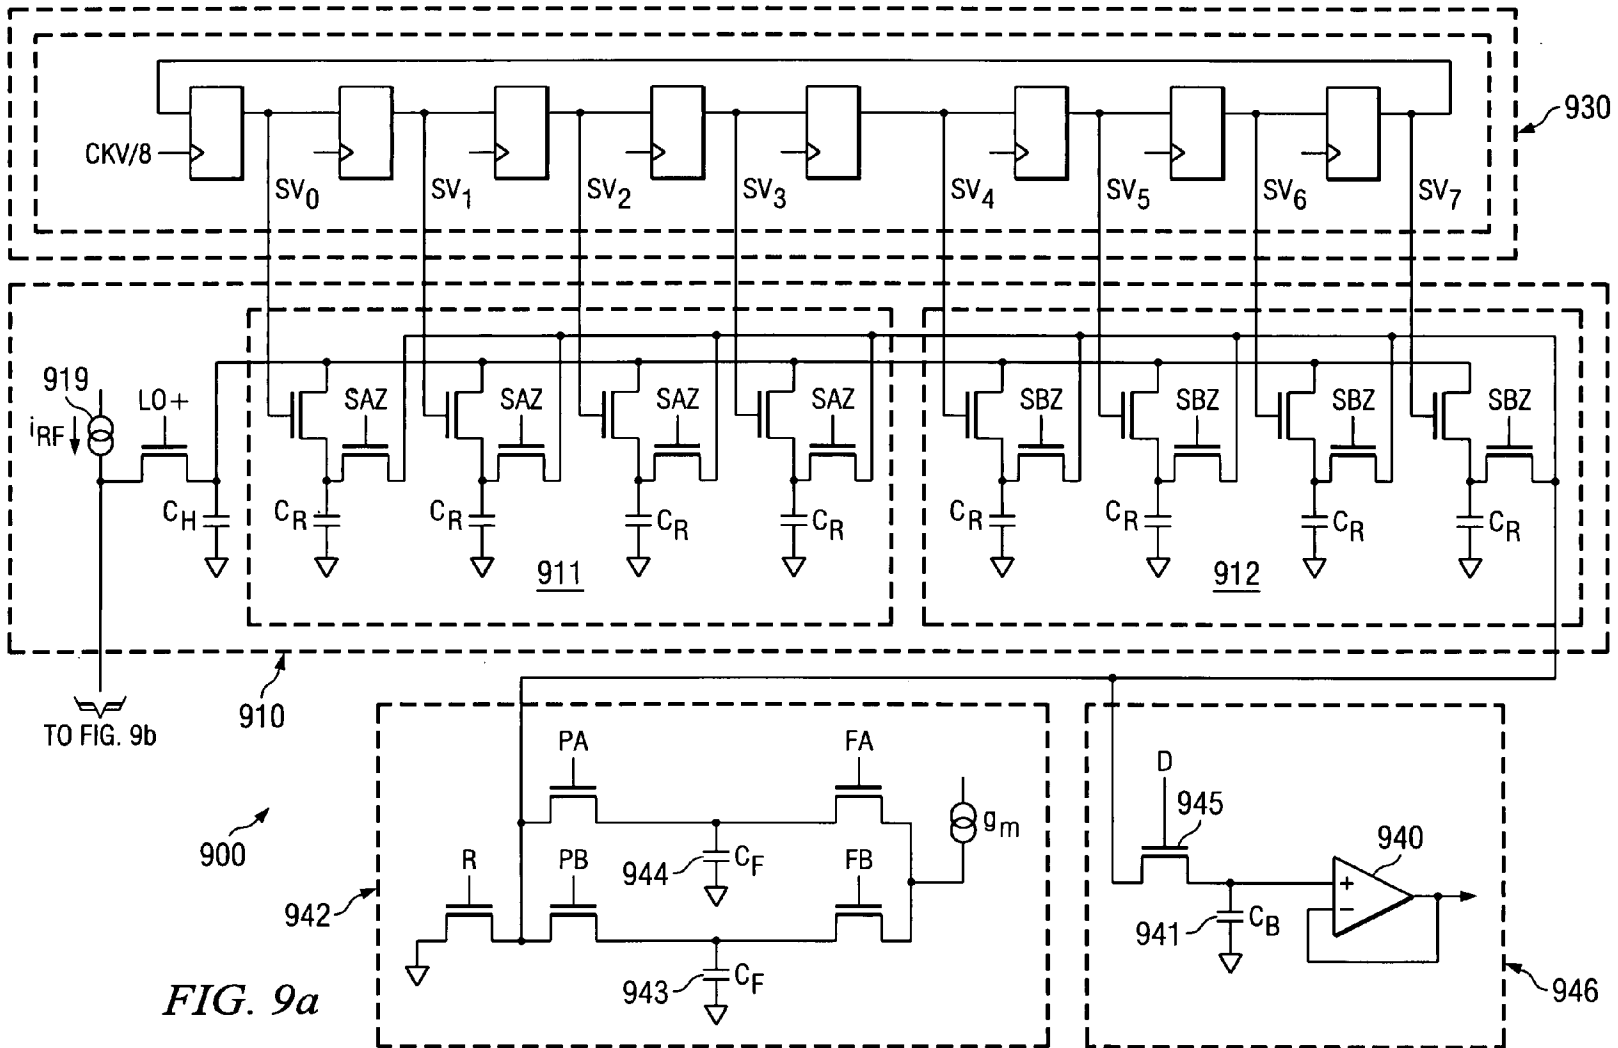 930
CKV/8
SV0 SV1 SV2 SV3 SV4 SV5 SV6 SV7
919
LO+
iRF
SAZ SAZ SAZ SAZ SBZ SBZ SBZ SBZ
CH
CR CR CR CR CR CR CR CR
911
912
910
TO FIG. 9b
PA
FA
D
945
940
gm
900
944
CF
R
PB
FB
942
+
-
941
CB
943
CF
946
FIG. 9a